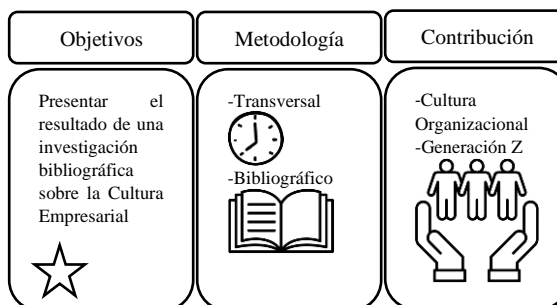 Objetivos
Metodología
Contribución
Presentar el
resultado de una
investigación
bibliográfica
sobre la Cultura
Empresarial
-Transversal
-Bibliográfico
-Cultura
Organizacional
-Generación Z